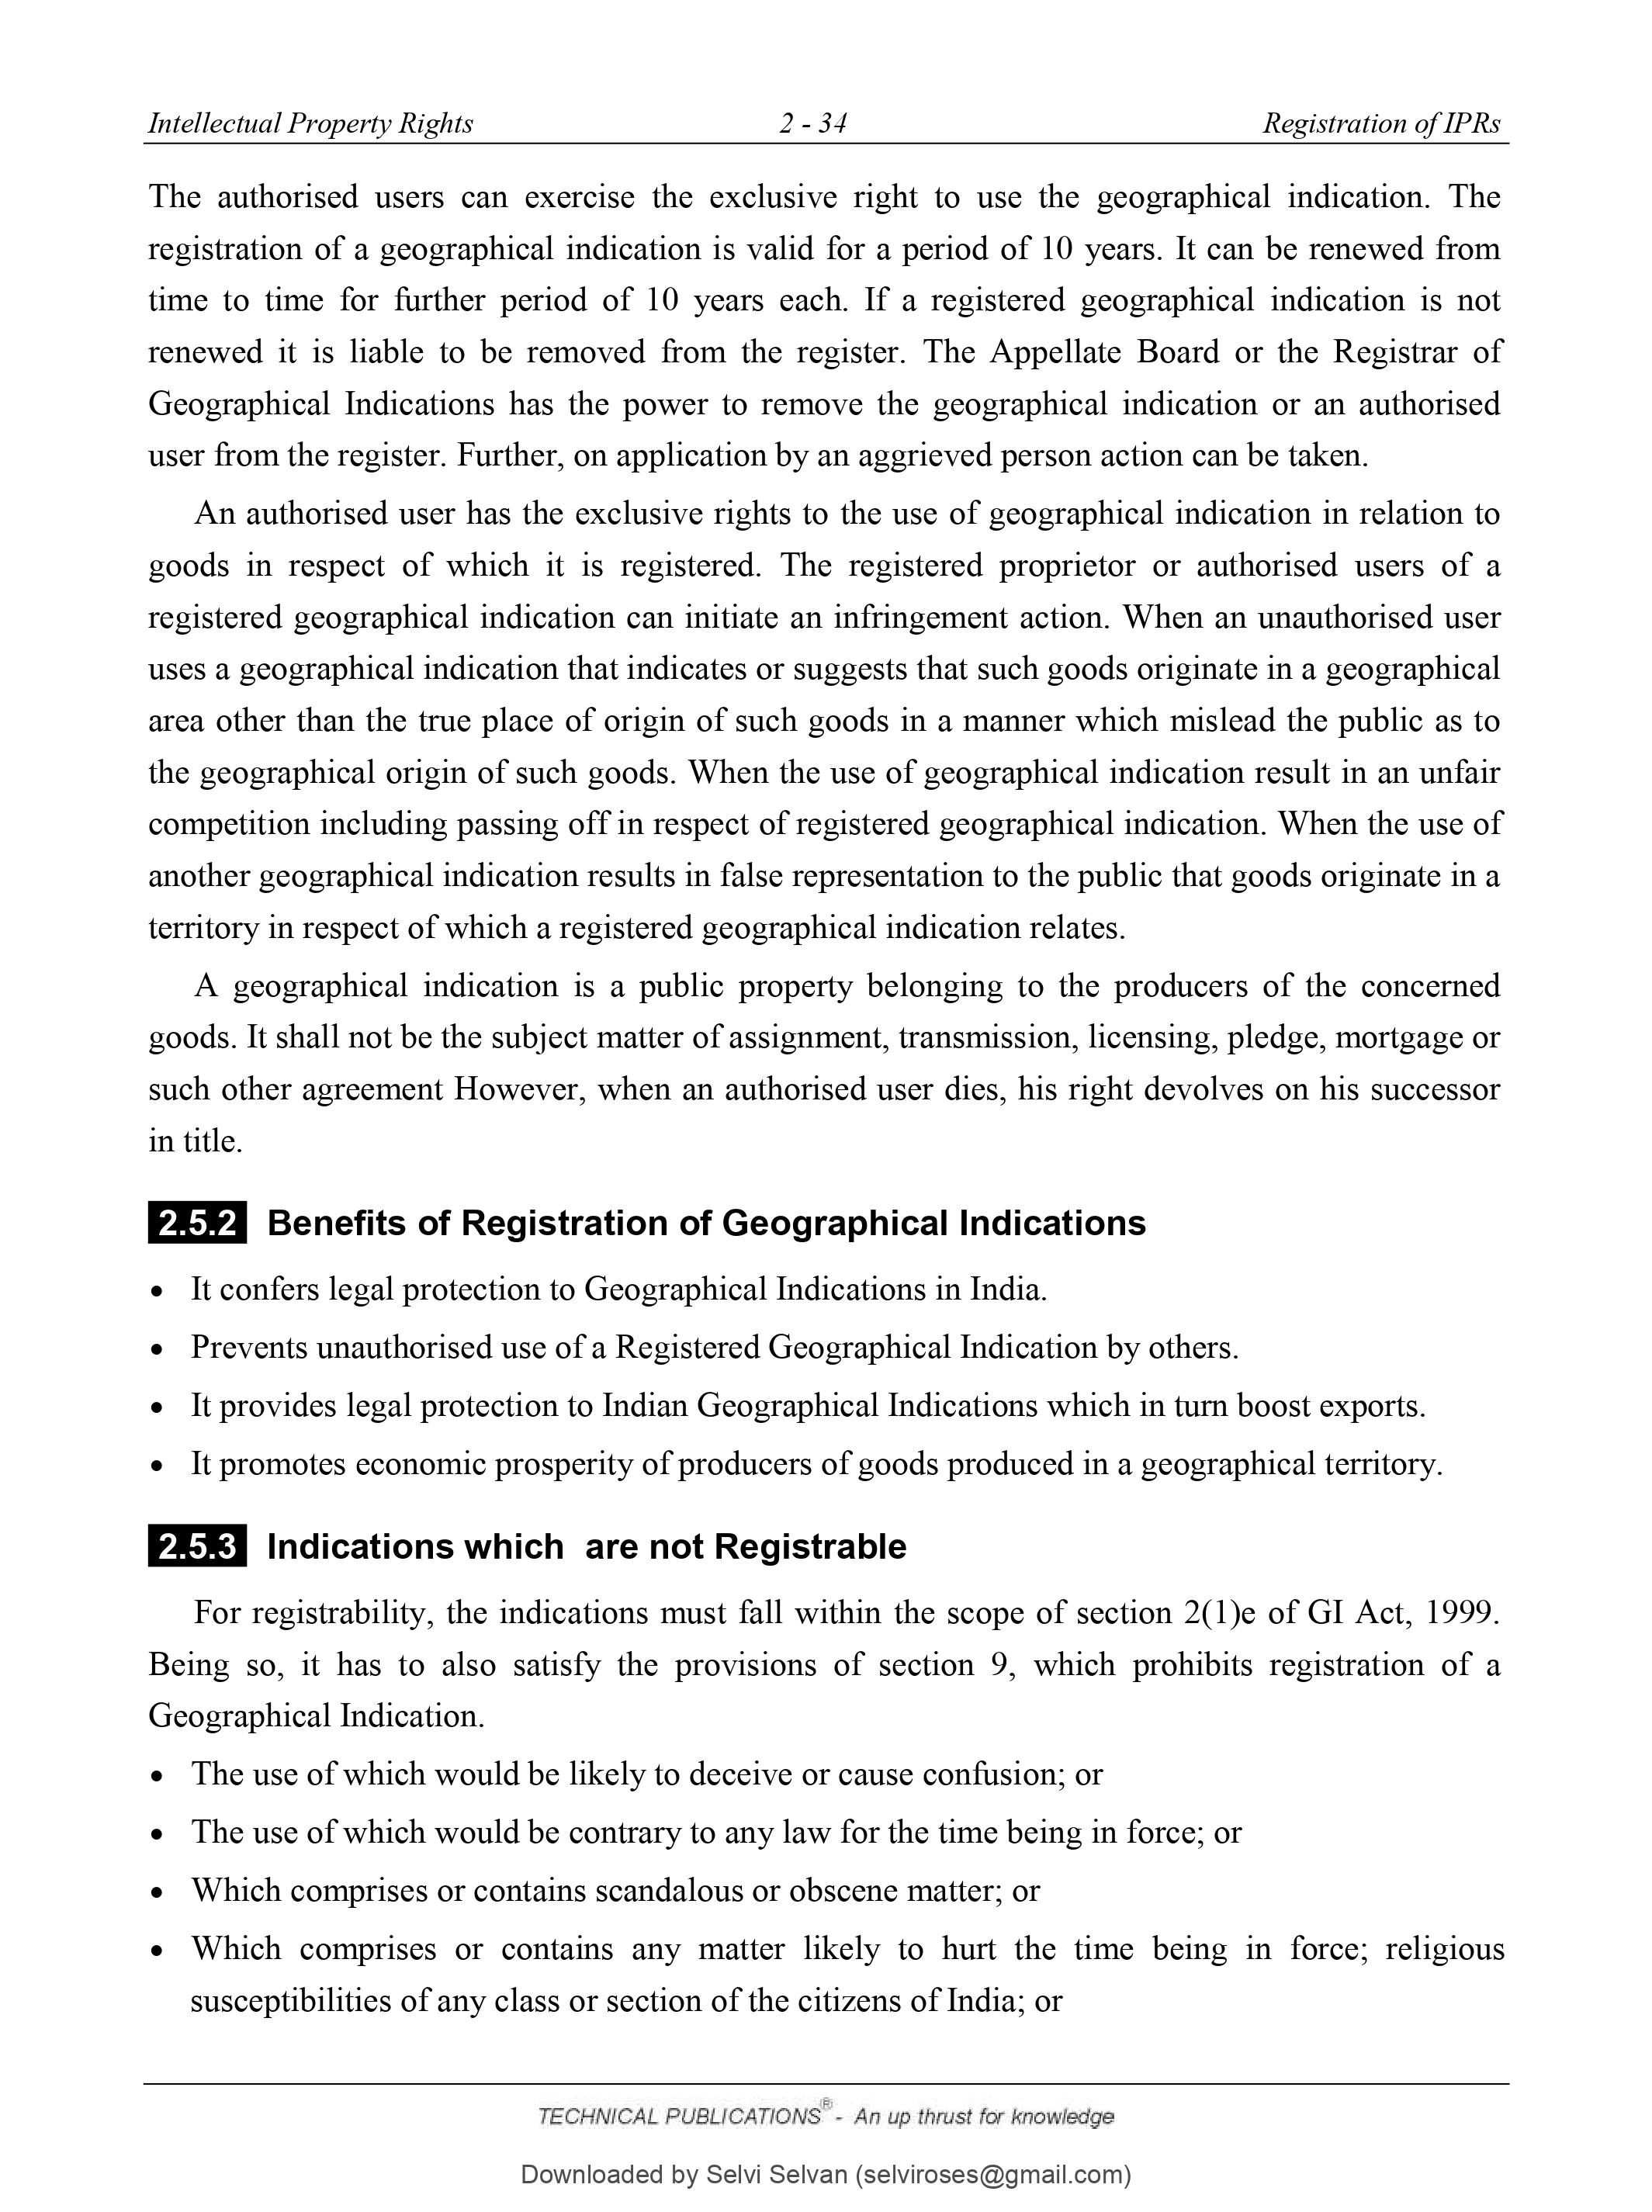 Intellectual Property Rights 2 - 34 Registration of IPRs
The authorised users can exercise the exclusive right to use the geographical indication. The
registration of a geographical indication is valid for a period of 10 years. It can be renewed from
time to time for further period of 10 years each. If a registered geographical indication is not
renewed it is liable to be removed from the register. The Appellate Board or the Registrar of
Geographical Indications has the power to remove the geographical indication or an authorised
user from the register. Further, on application by an aggrieved person action can be taken.
An authorised user has the exclusive rights to the use of geographical indication in relation to
goods in respect of which it is registered. The registered proprietor or authorised users of a
registered geographical indication can initiate an infringement action. When an unauthorised user
uses a geographical indication that indicates or suggests that such goods originate in a geographical
area other than the true place of origin of such goods in a manner which mislead the public as to
the geographical origin of such goods. When the use of geographical indication result in an unfair
competition including passing off in respect of registered geographical indication. When the use of
another geographical indication results in false representation to the public that goods originate in a
territory in respect of which a registered geographical indication relates.
A geographical indication is a public property belonging to the producers of the concerned
goods. It shall not be the subject matter of assignment, transmission, licensing, pledge, mortgage or
such other agreement However, when an authorised user dies, his right devolves on his successor
in title.
2.5.2 Benefits of Registration of Geographical Indications
• It confers legal protection to Geographical Indications in India.
• Prevents unauthorised use of a Registered Geographical Indication by others.
• It provides legal protection to Indian Geographical Indications which in turn boost exports.
• It promotes economic prosperity of producers of goods produced in a geographical territory.
2.5.3 Indications which are not Registrable
For registrability, the indications must fall within the scope of section 2(1)e of GI Act, 1999.
Being so, it has to also satisfy the provisions of section 9, which prohibits registration of a
Geographical Indication.
• The use of which would be likely to deceive or cause confusion; or
• The use of which would be contrary to any law for the time being in force; or
• Which comprises or contains scandalous or obscene matter; or
• Which comprises or contains any matter likely to hurt the time being in force; religious
susceptibilities of any class or section of the citizens of India; or
TECHNICAL PUBLICATIONS® - An up thrust for knowledge
Downloaded by Selvi Selvan (selviroses@gmail.com)